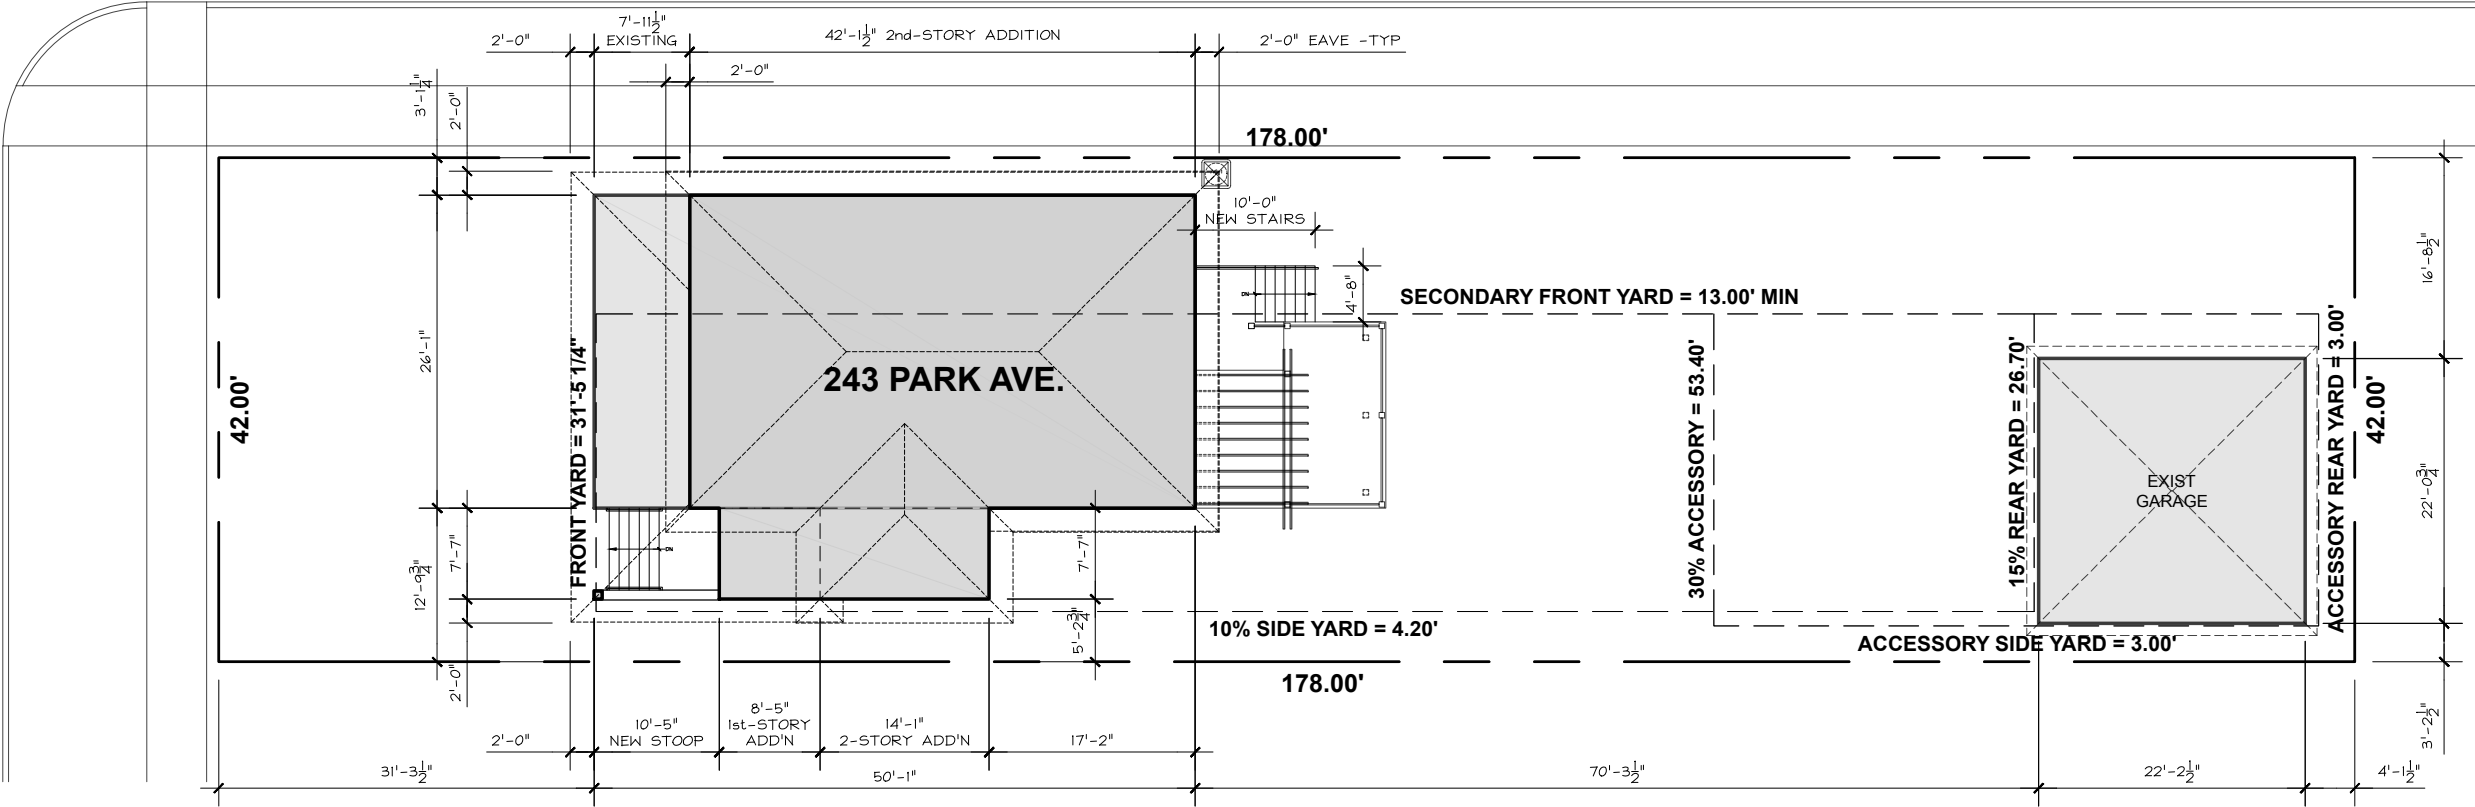 7'-11½"
EXISTING
2'-0"
42'-1½" 2nd-STORY ADDITION
2'-0" EAVE -TYP
2'-0"
3'-1¼"
2'-0"
178.00'
10'-0"
NEW STAIRS
DN
4'-8"
SECONDARY FRONT YARD = 13.00' MIN
16'-8½"
26'-1"
42.00'
FRONT YARD = 31'-5 1/4"
243 PARK AVE.
30% ACCESSORY = 53.40'
15% REAR YARD = 26.70'
EXIST
GARAGE
ACCESSORY REAR YARD = 3.00'
42.00'
22'-0¾"
12'-9¾"
7'-7"
DN
7'-7"
5'-2¾"
10% SIDE YARD = 4.20'
ACCESSORY SIDE YARD = 3.00'
2'-0"
178.00'
3'-2½"
2'-0"
10'-5"
NEW STOOP
8'-5"
1st-STORY
ADD'N
14'-1"
2-STORY ADD'N
17'-2"
31'-3½"
50'-1"
70'-3½"
22'-2½"
4'-1½"